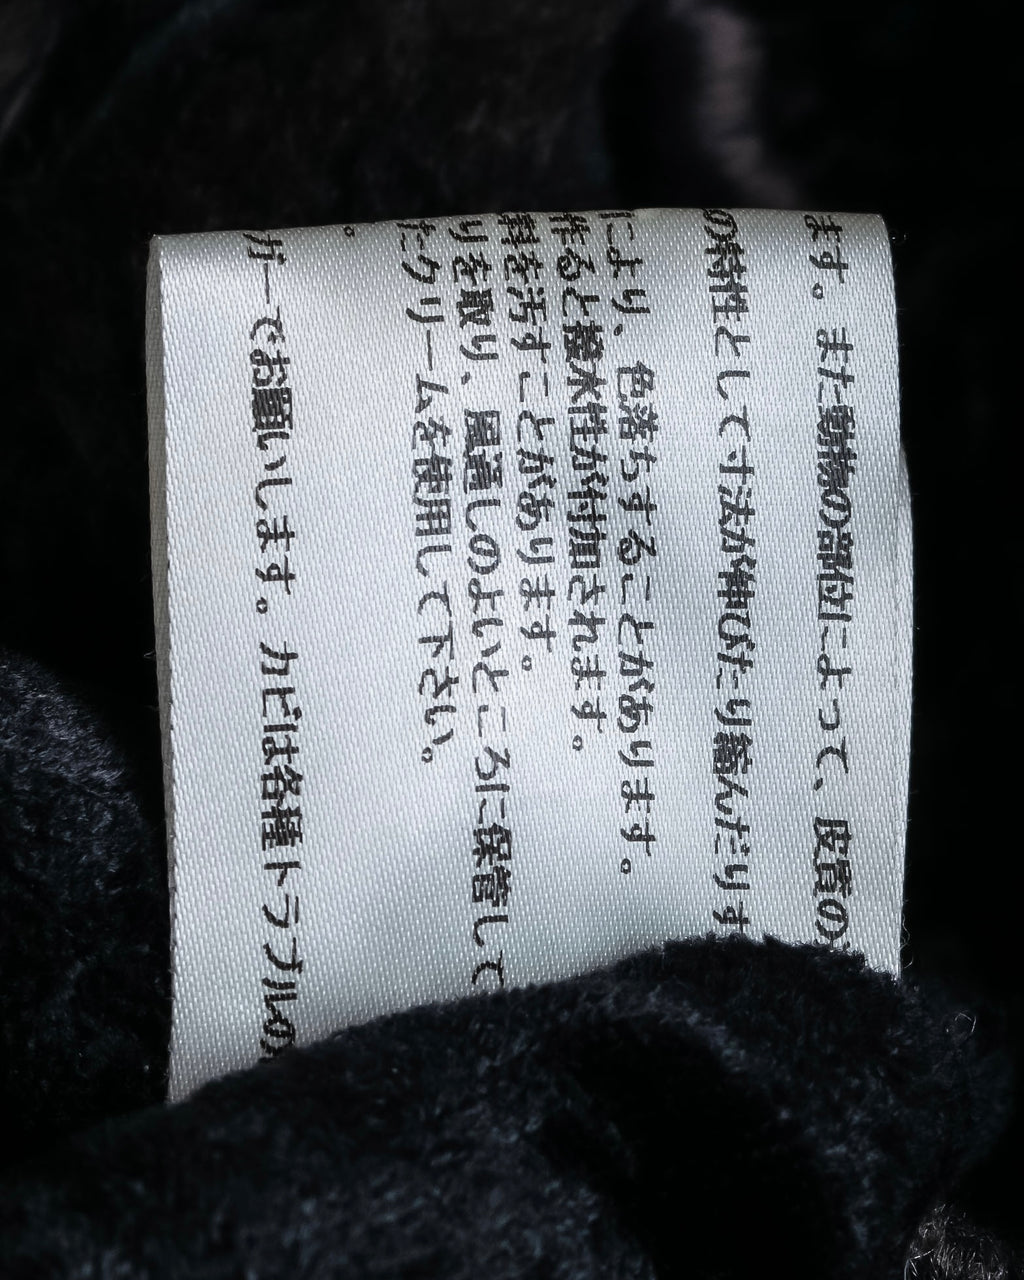 ます。また動物の部位によって、皮質の
の特性として寸法が伸びたり縮んだりす
により、色落ちすることがあります。
作ると撥水性が付加されます。
料を汚すことがあります。
りを取り、風通しのよいところに保管して
たクリームを使用して下さい。
。
ガーでお願いします。カビは各種トラブルの